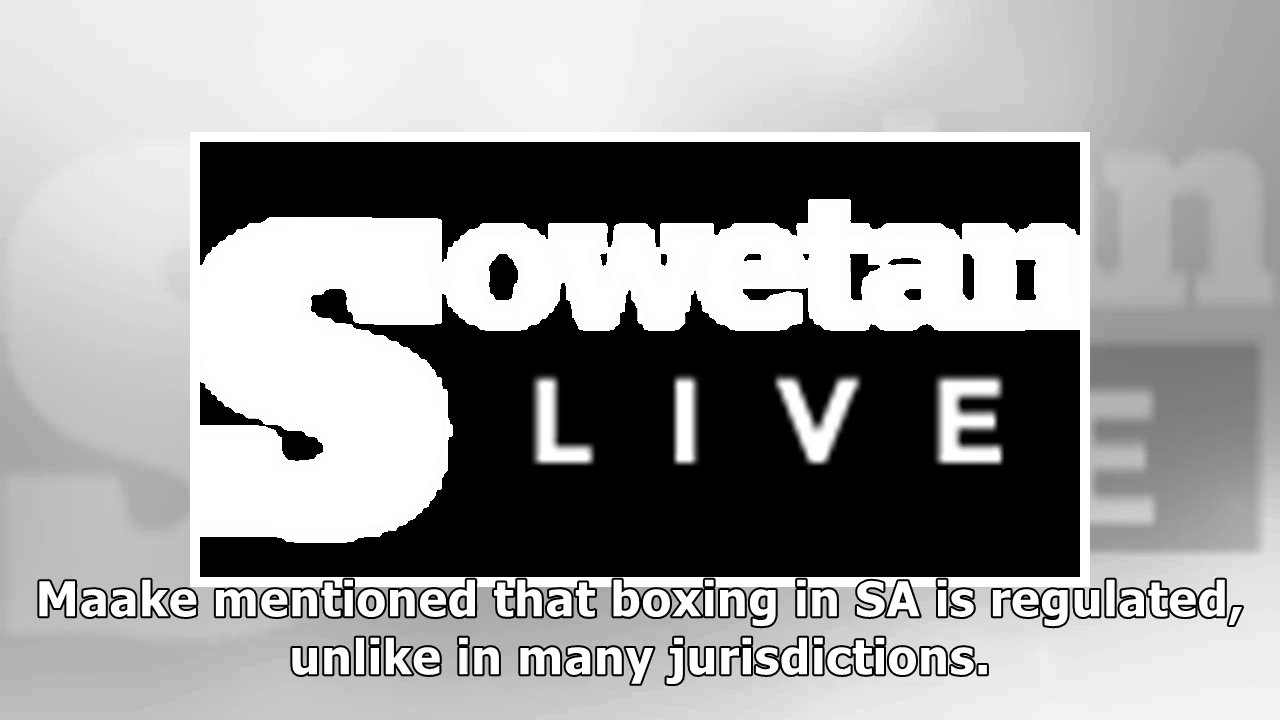 Sowetan
LIVE
Maake mentioned that boxing in SA is regulated,
unlike in many jurisdictions.